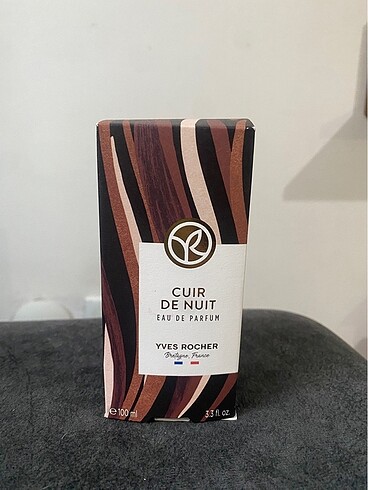 CUIR
DE NUIT
EAU DE PARFUM
YVES ROCHER
Bretagne, France
℮ 100 ml
3.3 fl. oz.